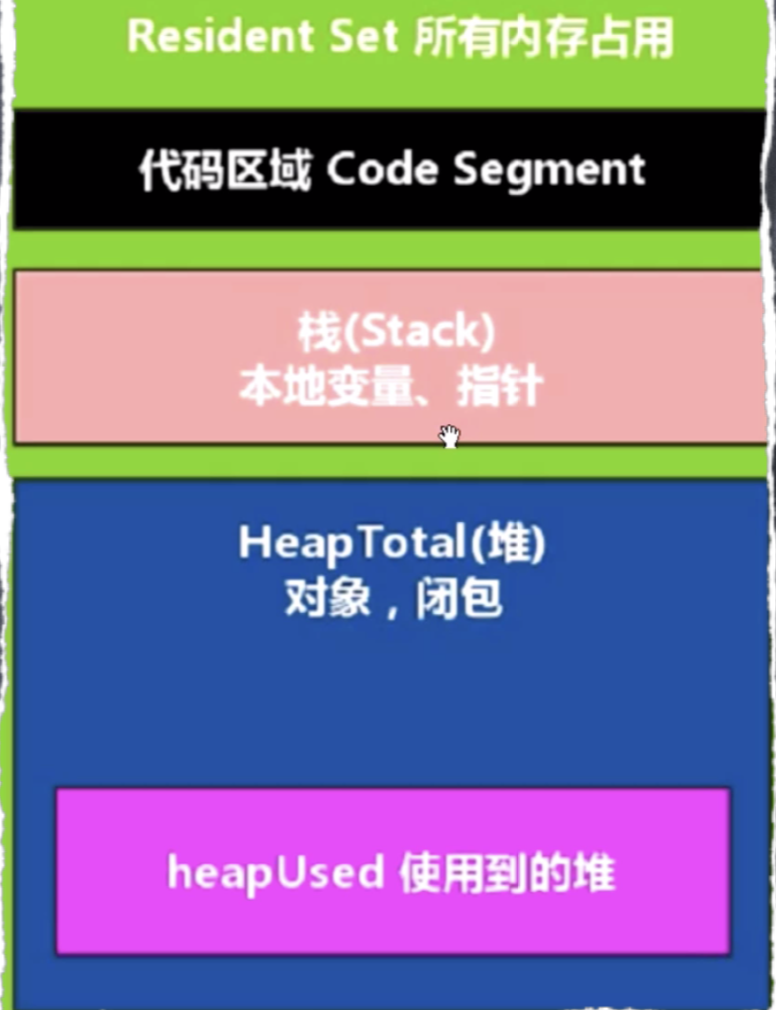 Resident Set 所有内存占用
代码区域 Code Segment
栈(Stack)
本地变量、指针
HeapTotal(堆)
对象，闭包
heapUsed 使用到的堆